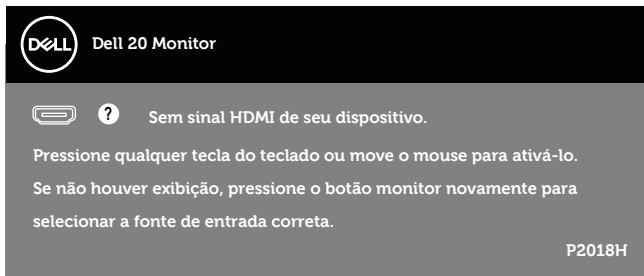 DELL
Dell 20 Monitor
? Sem sinal HDMI de seu dispositivo.
Pressione qualquer tecla do teclado ou move o mouse para ativá-lo.
Se não houver exibição, pressione o botão monitor novamente para
selecionar a fonte de entrada correta.
P2018H